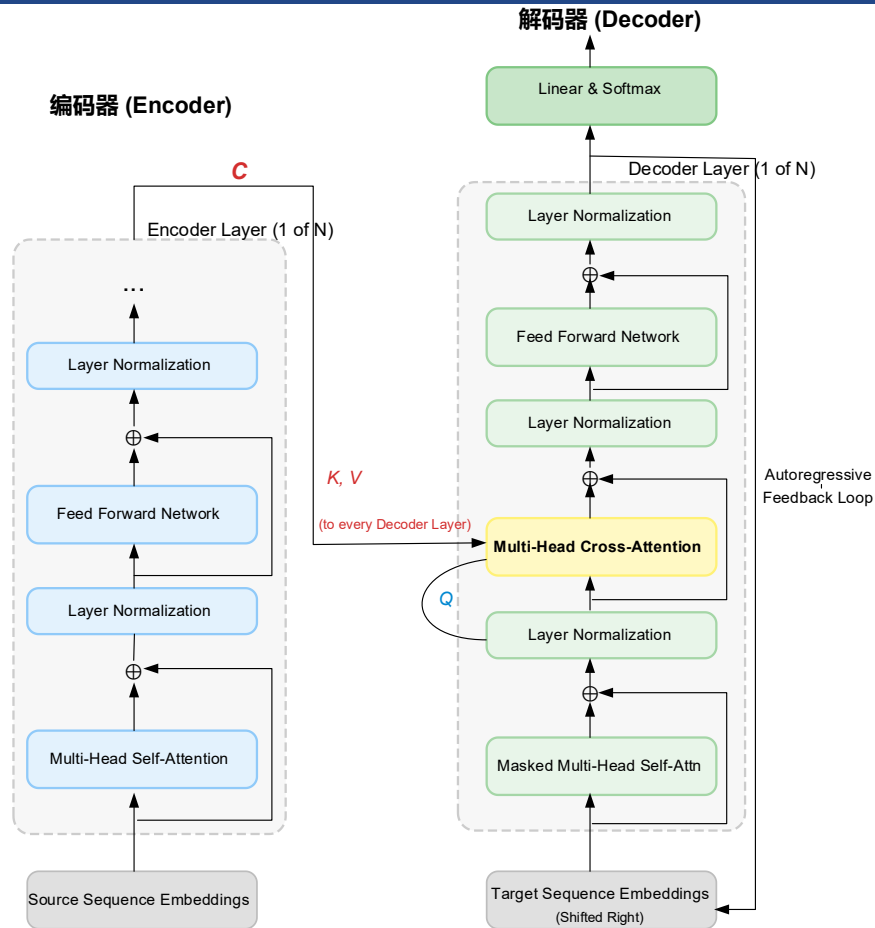 编码器 (Encoder)
C
Encoder Layer (1 of N)
...
Layer Normalization
Feed Forward Network
Layer Normalization
Multi-Head Self-Attention
Source Sequence Embeddings
K, V
(to every Decoder Layer)
Q
解码器 (Decoder)
Linear & Softmax
Decoder Layer (1 of N)
Layer Normalization
Feed Forward Network
Layer Normalization
Multi-Head Cross-Attention
Layer Normalization
Masked Multi-Head Self-Attn
Target Sequence Embeddings
(Shifted Right)
Autoregressive
Feedback Loop